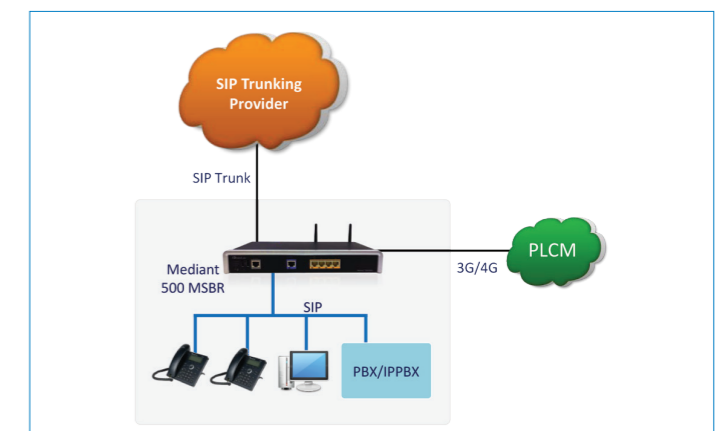 SIP Trunking
Provider
SIP Trunk
PLCM
3G/4G
Mediant
500 MSBR
SIP
PBX/IPPBX